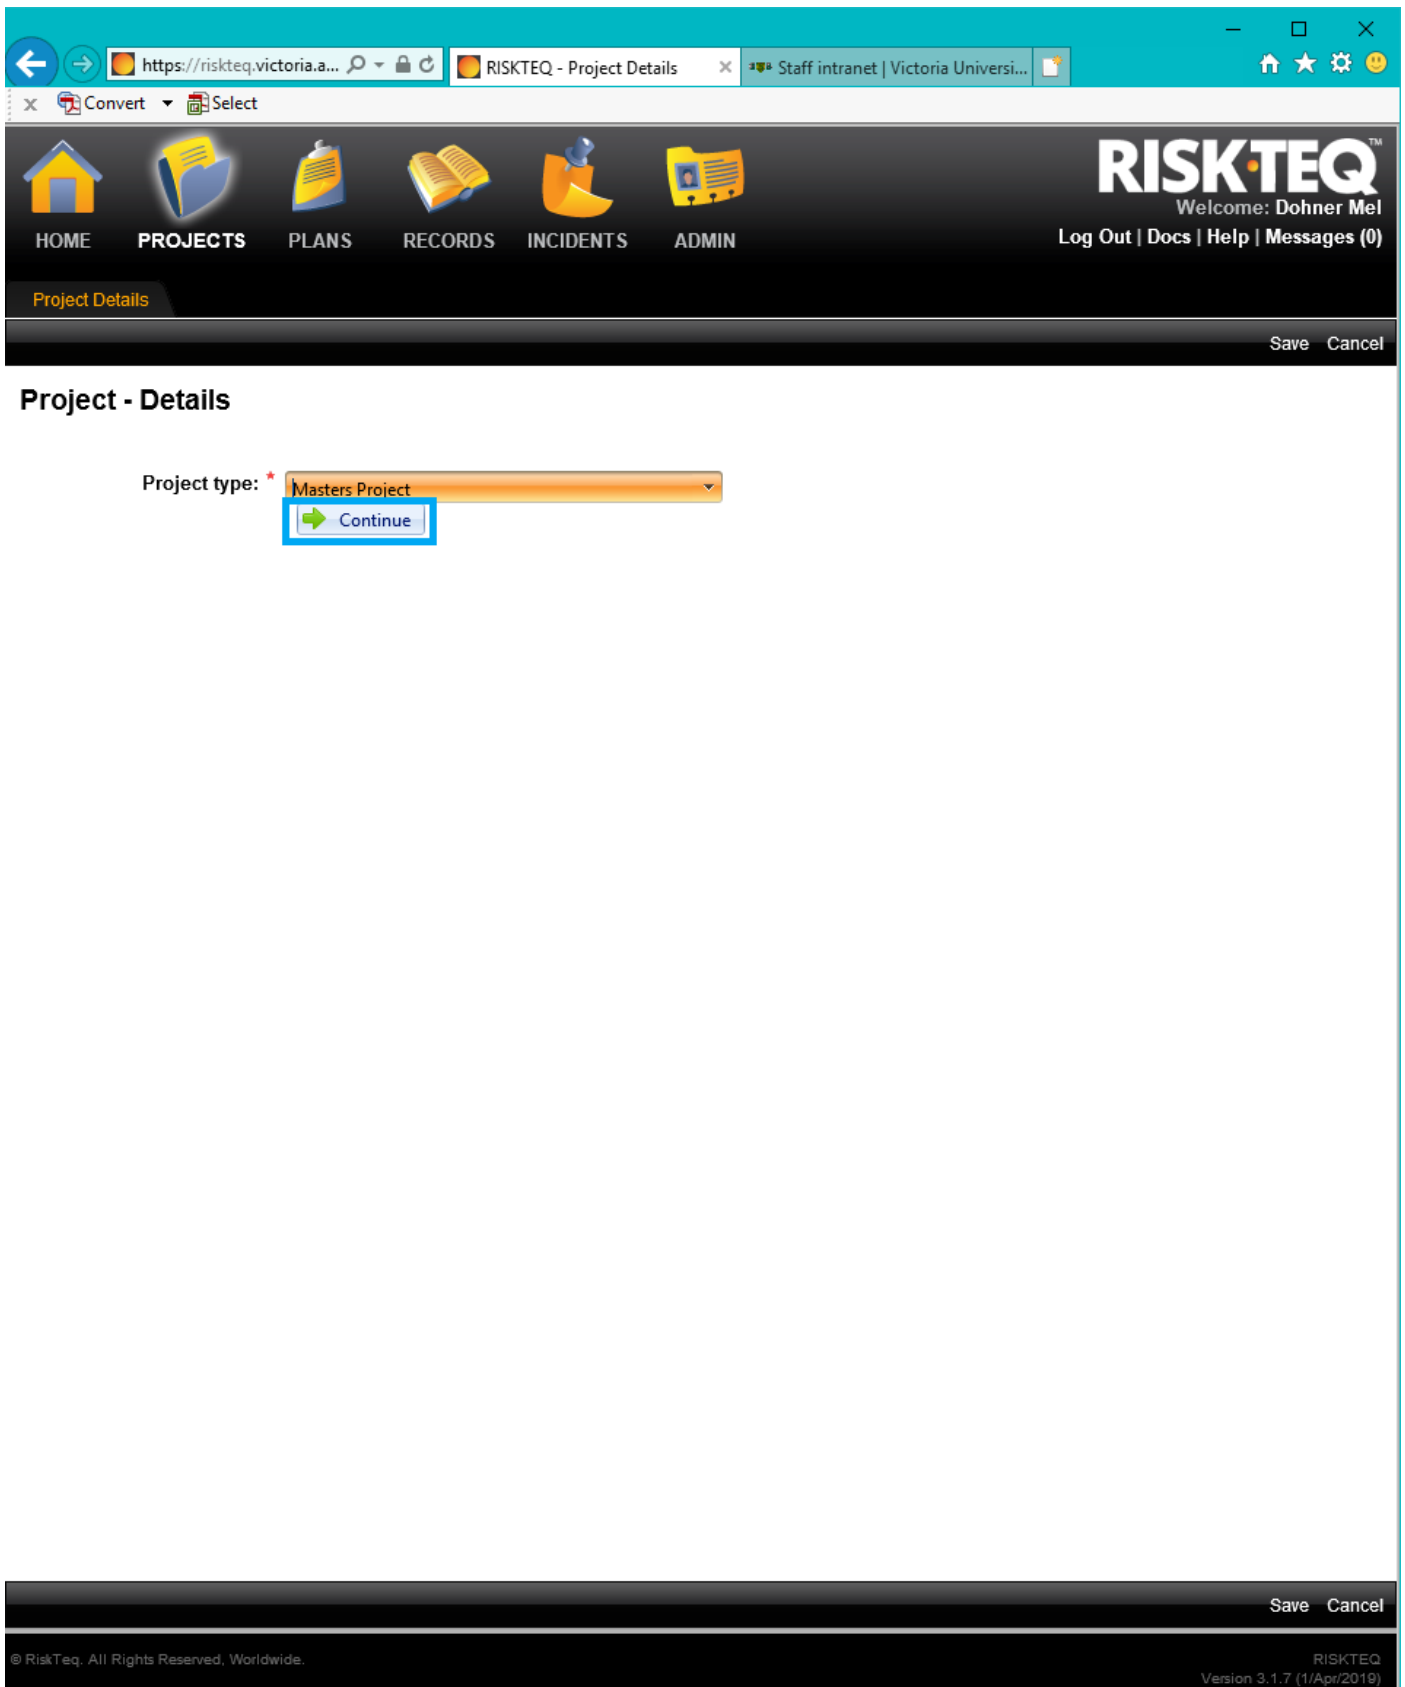 https://riskteq.victoria.a...
RISKTEQ - Project Details
Staff intranet | Victoria Universi...
x Convert Select
RISK•TEQ™
Welcome: Dohner Mel
HOME PROJECTS PLANS RECORDS INCIDENTS ADMIN
Log Out | Docs | Help | Messages (0)
Project Details
Save Cancel
Project - Details
Project type: * Masters Project
Continue
Save Cancel
© RiskTeq. All Rights Reserved, Worldwide.
RISKTEQ
Version 3.1.7 (1/Apr/2019)